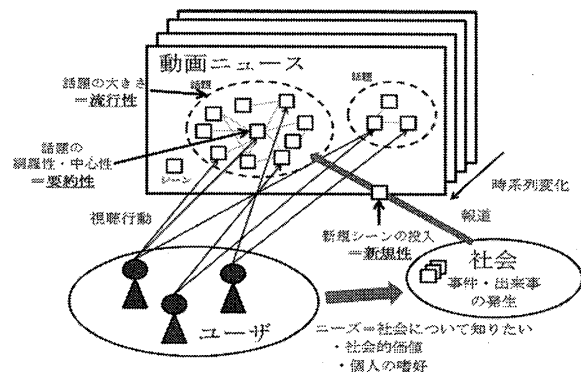 動画ニュース
話題の大きさ
＝流行性
話題
話題
話題の
網羅性・中心性
＝要約性
シーン
時系列変化
視聴行動
報道
新規シーンの投入
＝新規性
社会
事件・出来事
の発生
ユーザ
ニーズ＝社会について知りたい
・社会的価値
・個人の嗜好